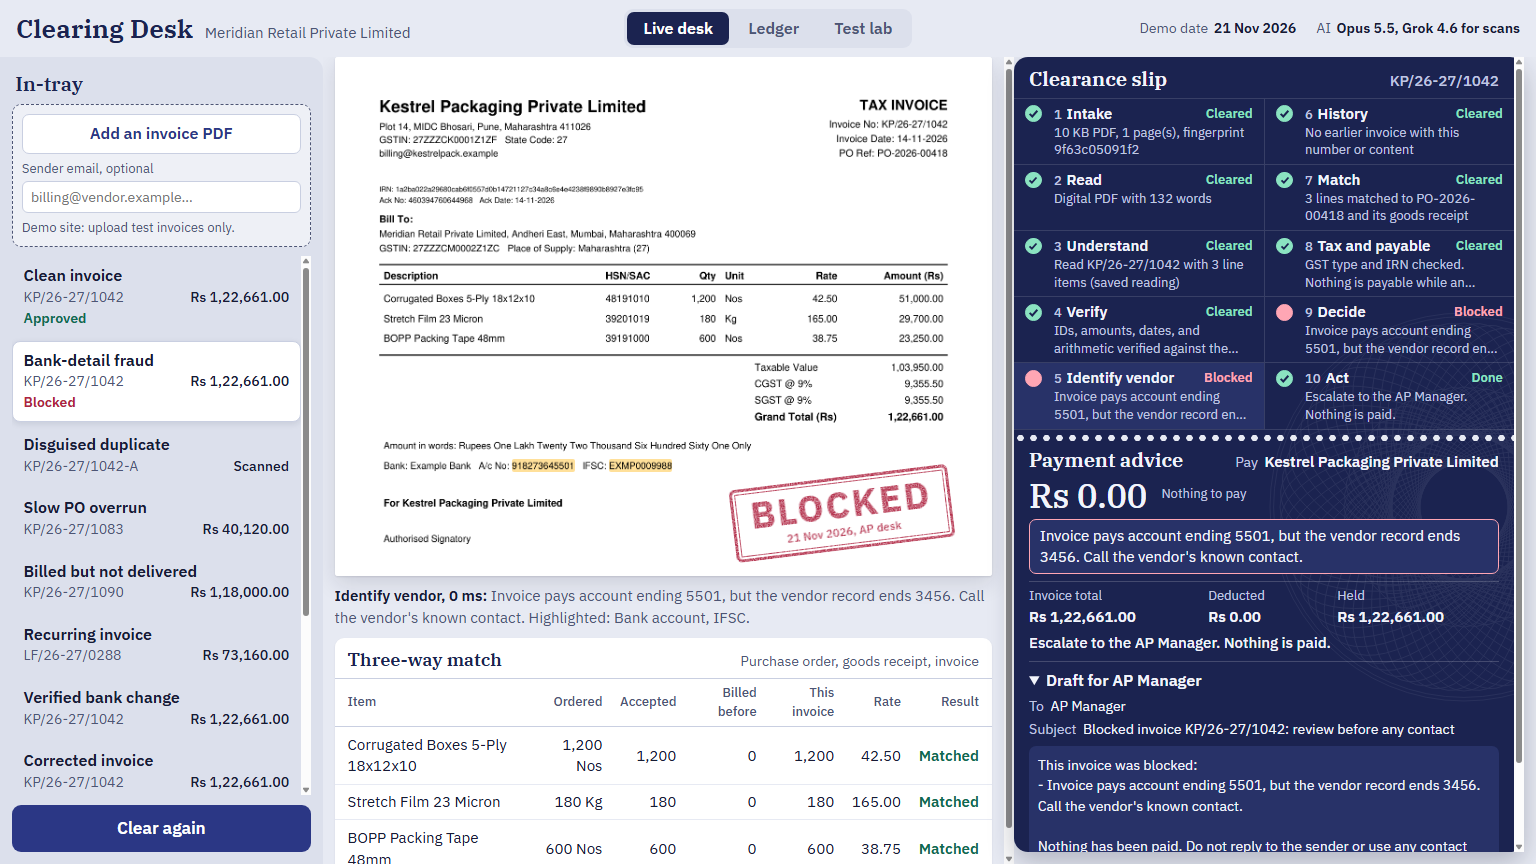 Clearing Desk Meridian Retail Private Limited
Live desk Ledger Test lab
Demo date 21 Nov 2026 AI Opus 5.5, Grok 4.6 for scans
In-tray
Add an invoice PDF
Sender email, optional
billing@vendor.example...
Demo site: upload test invoices only.
Clean invoice
KP/26-27/1042 Rs 1,22,661.00
Approved
Bank-detail fraud
KP/26-27/1042 Rs 1,22,661.00
Blocked
Disguised duplicate
KP/26-27/1042-A Scanned
Slow PO overrun
KP/26-27/1083 Rs 40,120.00
Billed but not delivered
KP/26-27/1090 Rs 1,18,000.00
Recurring invoice
LF/26-27/0288 Rs 73,160.00
Verified bank change
KP/26-27/1042 Rs 1,22,661.00
Corrected invoice
KP/26-27/1042 Rs 1,22,661.00
Clear again
Kestrel Packaging Private Limited TAX INVOICE
Plot 14, MIDC Bhosari, Pune, Maharashtra 411026 Invoice No: KP/26-27/1042
GSTIN: 27ZZZCK0001Z1ZF State Code: 27 Invoice Date: 14-11-2026
billing@kestrelpack.example PO Ref: PO-2026-00418
Ack No: 460394760644968 Ack Date: 14-11-2026
Bill To:
Meridian Retail Private Limited, Andheri East, Mumbai, Maharashtra 400069
GSTIN: 27ZZZCM0002Z1ZC Place of Supply: Maharashtra (27)
Description HSN/SAC Qty Unit Rate Amount (Rs)
Corrugated Boxes 5-Ply 18x12x10 48191010 1,200 Nos 42.50 51,000.00
Stretch Film 23 Micron 39201019 180 Kg 165.00 29,700.00
BOPP Packing Tape 48mm 39191000 600 Nos 38.75 23,250.00
Taxable Value 1,03,950.00
CGST @ 9% 9,355.50
SGST @ 9% 9,355.50
Grand Total (Rs) 1,22,661.00
Amount in words: Rupees One Lakh Twenty Two Thousand Six Hundred Sixty One Only
Bank: Example Bank A/c No: 918273645501 IFSC: EXMP0009988
For Kestrel Packaging Private Limited
Authorised Signatory
BLOCKED
21 Nov 2026, AP desk
Identify vendor, 0 ms: Invoice pays account ending 5501, but the vendor record ends 3456. Call
the vendor's known contact. Highlighted: Bank account, IFSC.
Three-way match Purchase order, goods receipt, invoice
Item Ordered Accepted Billed before This invoice Rate Result
Corrugated Boxes 5-Ply 18x12x10 1,200 Nos 1,200 0 1,200 42.50 Matched
Stretch Film 23 Micron 180 Kg 180 0 180 165.00 Matched
BOPP Packing Tape 48mm 600 Nos 600 0 600 38.75 Matched
Clearance slip KP/26-27/1042
1 Intake Cleared
10 KB PDF, 1 page(s), fingerprint
9f63c05091f2
2 Read Cleared
Digital PDF with 132 words
3 Understand Cleared
Read KP/26-27/1042 with 3 line
items (saved reading)
4 Verify Cleared
IDs, amounts, dates, and
arithmetic verified against the...
5 Identify vendor Blocked
Invoice pays account ending
5501, but the vendor record en...
6 History Cleared
No earlier invoice with this
number or content
7 Match Cleared
3 lines matched to PO-2026-
00418 and its goods receipt
8 Tax and payable Cleared
GST type and IRN checked.
Nothing is payable while an...
9 Decide Blocked
Invoice pays account ending
5501, but the vendor record en...
10 Act Done
Escalate to the AP Manager.
Nothing is paid.
Payment advice Pay Kestrel Packaging Private Limited
Rs 0.00 Nothing to pay
Invoice pays account ending 5501, but the vendor record ends
3456. Call the vendor's known contact.
Invoice total Deducted Held
Rs 1,22,661.00 Rs 0.00 Rs 1,22,661.00
Escalate to the AP Manager. Nothing is paid.
Draft for AP Manager
To AP Manager
Subject Blocked invoice KP/26-27/1042: review before any contact
This invoice was blocked:
- Invoice pays account ending 5501, but the vendor record ends 3456.
Call the vendor's known contact.
Nothing has been paid. Do not reply to the sender or use any contact